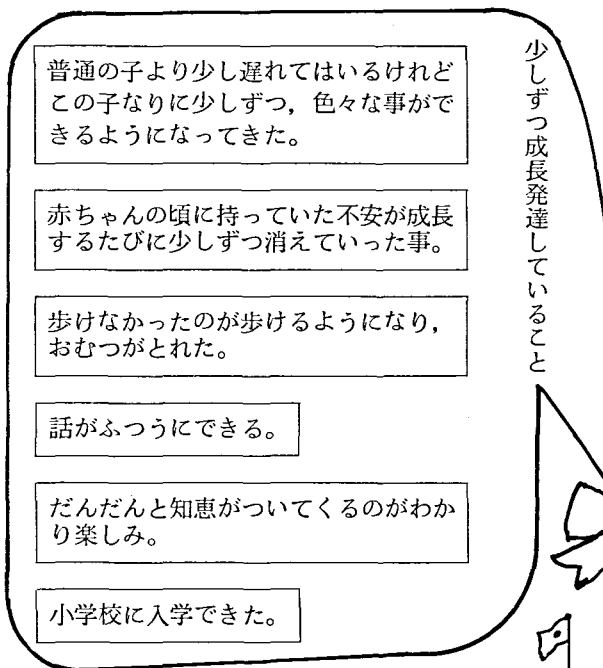 少しずつ成長発達していること
普通の子より少し遅れてはいるけれど
この子なりに少しずつ，色々な事がで
きるようになってきた。
赤ちゃんの頃に持っていた不安が成長
するたびに少しずつ消えていった事。
歩けなかったのが歩けるようになり，
おむつがとれた。
話がふつうにできる。
だんだんと知恵がついてくるのがわか
り楽しみ。
小学校に入学できた。